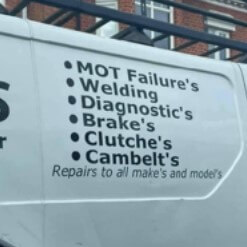 S
r
• MOT Failure's
• Welding
• Diagnostic's
• Brake's
• Clutche's
• Cambelt's
Repairs to all make's and model's